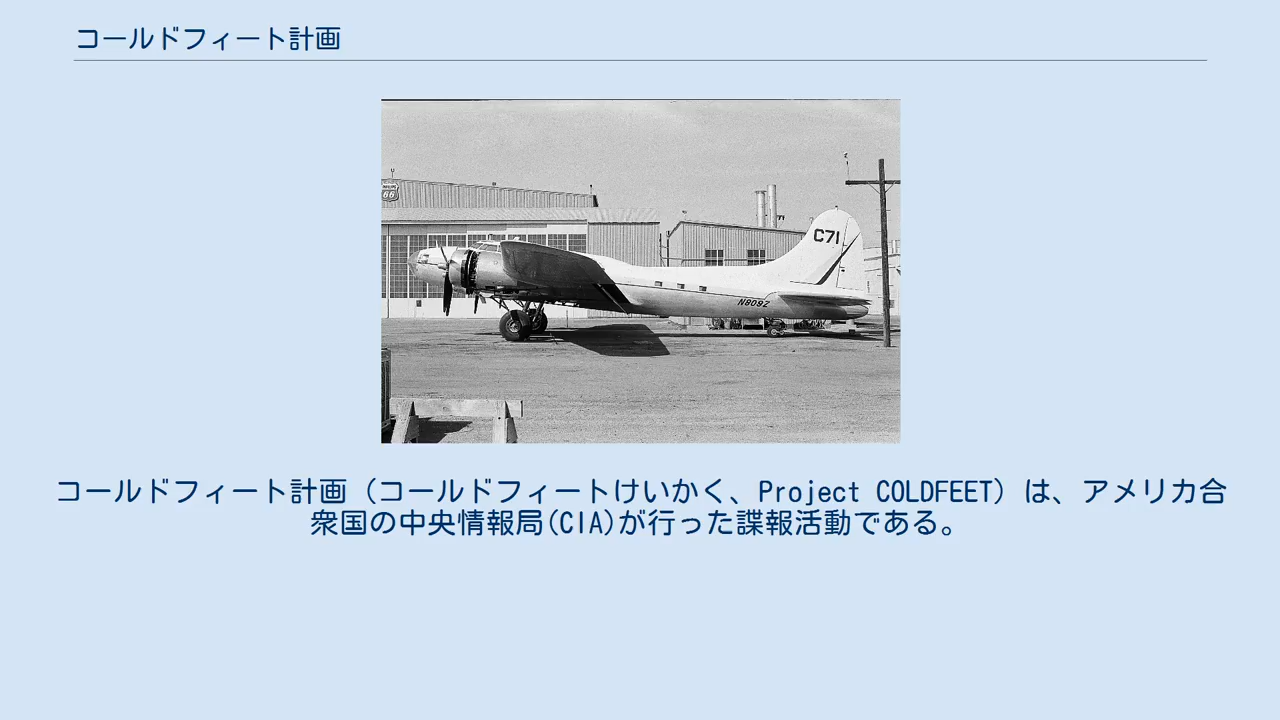 コールドフィート計画
66
C71
N809Z
コールドフィート計画（コールドフィートけいかく、Project COLDFEET）は、アメリカ合
衆国の中央情報局(CIA)が行った諜報活動である。